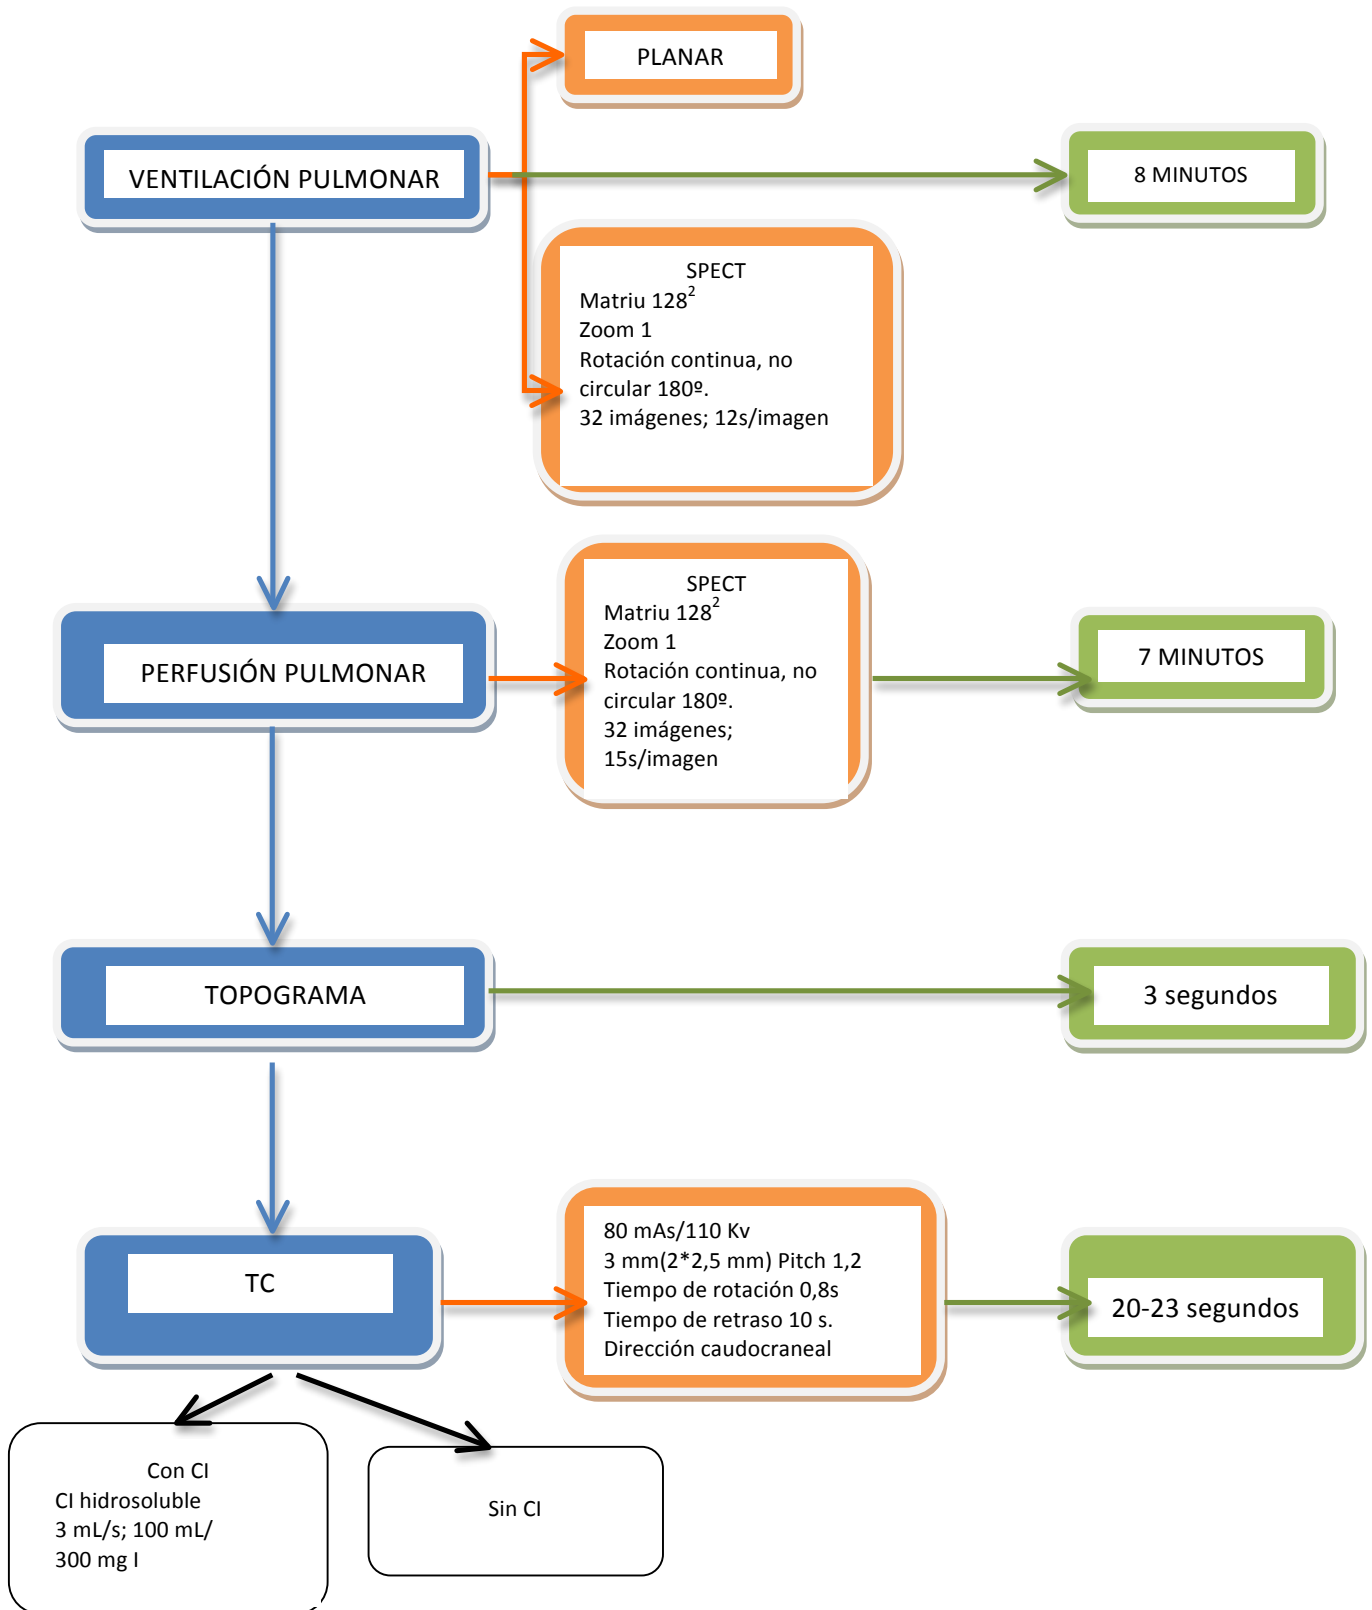 PLANAR
VENTILACIÓN PULMONAR
8 MINUTOS
SPECT
Matriu 128²
Zoom 1
Rotación continua, no
circular 180º.
32 imágenes; 12s/imagen
SPECT
Matriu 128²
Zoom 1
Rotación continua, no
circular 180º.
32 imágenes;
15s/imagen
PERFUSIÓN PULMONAR
7 MINUTOS
TOPOGRAMA
3 segundos
TC
80 mAs/110 Kv
3 mm(2*2,5 mm) Pitch 1,2
Tiempo de rotación 0,8s
Tiempo de retraso 10 s.
Dirección caudocraneal
20-23 segundos
Con CI
CI hidrosoluble
3 mL/s; 100 mL/
300 mg I
Sin CI